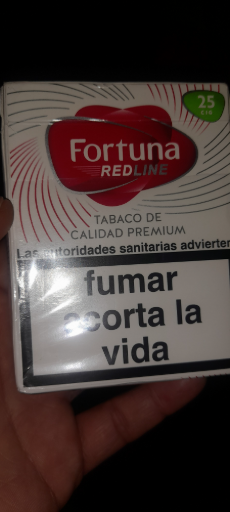 25
Fortuna
REDLINE
TABACO DE
CALIDAD PREMIUM
Las autoridades sanitarias advierten
fumar
acorta la
vida